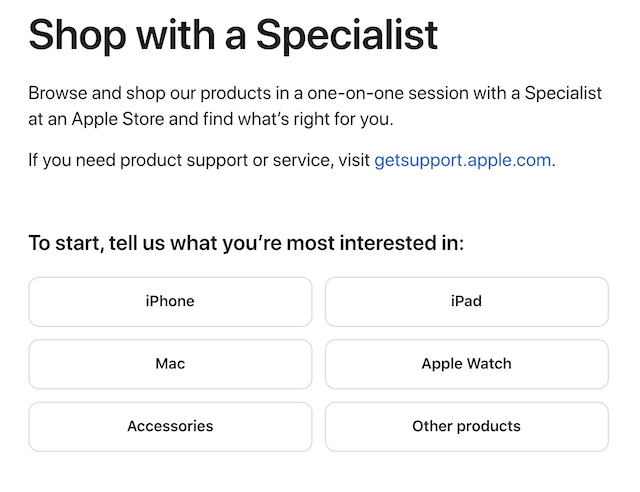 Shop with a Specialist
Browse and shop our products in a one-on-one session with a Specialist
at an Apple Store and find what’s right for you.
If you need product support or service, visit getsupport.apple.com.
To start, tell us what you’re most interested in:
iPhone
iPad
Mac
Apple Watch
Accessories
Other products